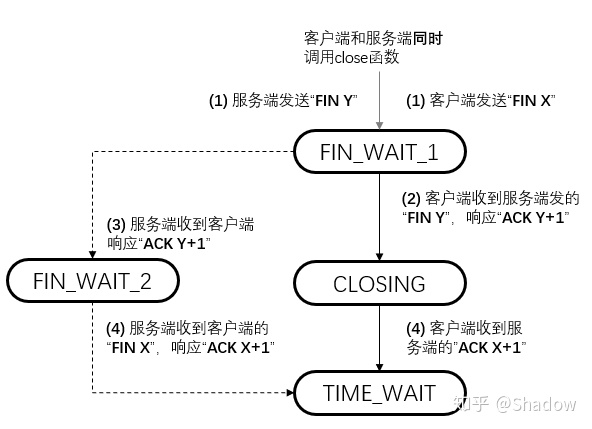 客户端和服务端同时
调用close函数
(1) 服务端发送“FIN Y”
(1) 客户端发送“FIN X”
FIN_WAIT_1
(2) 客户端收到服务端发的
“FIN Y”，响应“ACK Y+1”
(3) 服务端收到客户端
响应“ACK Y+1”
FIN_WAIT_2
CLOSING
(4) 服务端收到客户端的
“FIN X”，响应“ACK X+1”
(4) 客户端收到服
务端的”ACK X+1”
TIME_WAIT
知乎 @Shadow